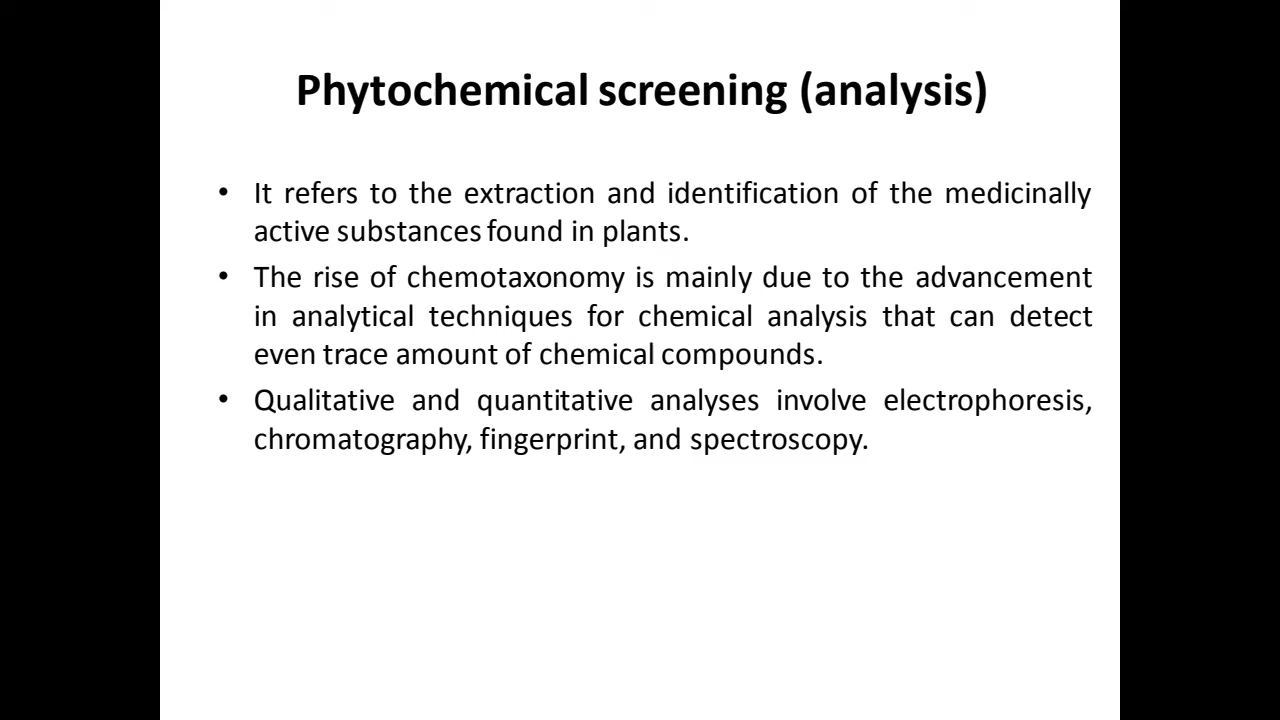 Phytochemical screening (analysis)
• It refers to the extraction and identification of the medicinally
active substances found in plants.
• The rise of chemotaxonomy is mainly due to the advancement
in analytical techniques for chemical analysis that can detect
even trace amount of chemical compounds.
• Qualitative and quantitative analyses involve electrophoresis,
chromatography, fingerprint, and spectroscopy.